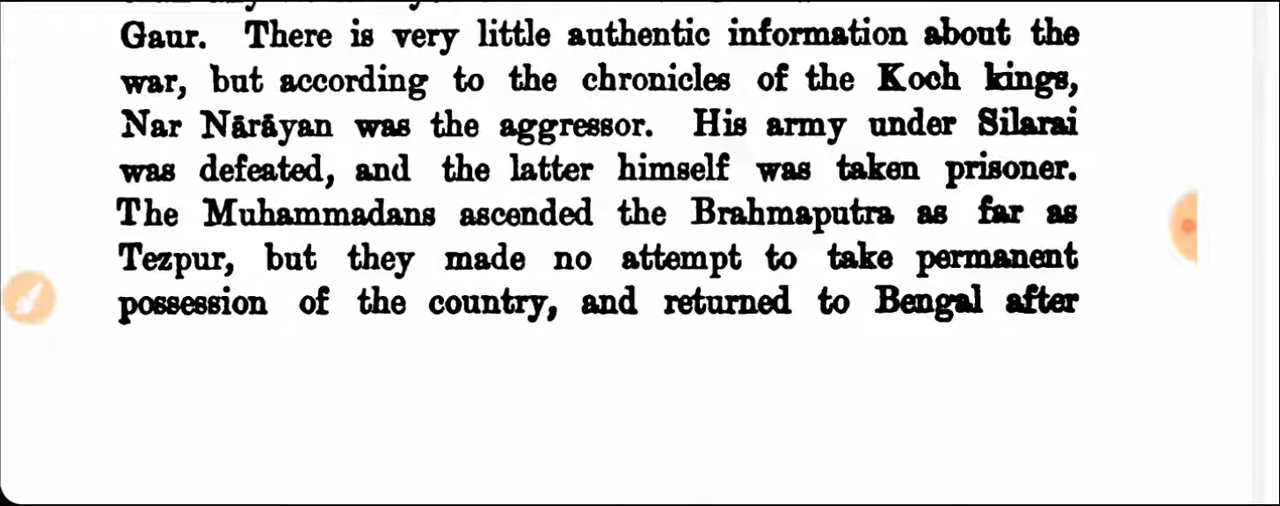 Gaur. There is very little authentic information about the
war, but according to the chronicles of the Koch kings,
Nar Nārāyan was the aggressor. His army under Silarai
was defeated, and the latter himself was taken prisoner.
The Muhammadans ascended the Brahmaputra as far as
Tezpur, but they made no attempt to take permanent
possession of the country, and returned to Bengal after